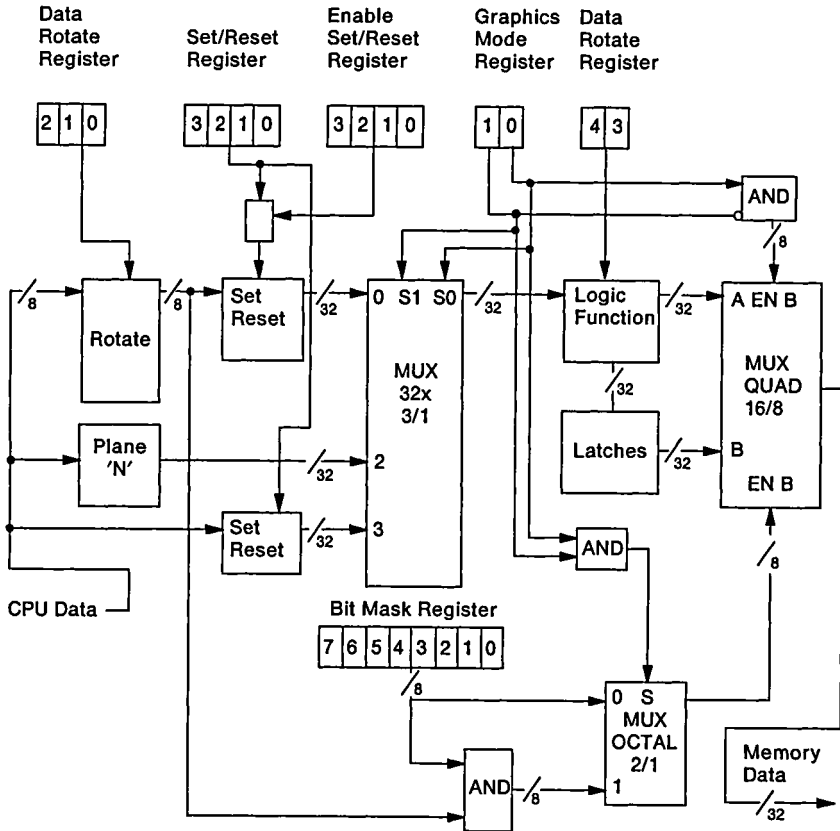 Data
Rotate
Register
Set/Reset
Register
Enable
Set/Reset
Register
Graphics
Mode
Register
Data
Rotate
Register
2 1 0
3 2 1 0
3 2 1 0
1 0
4 3
AND
8
8
Rotate
8
Set
Reset
32
0 S1 S0
MUX
32x
3/1
2
3
32
Logic
Function
32
32
Latches
32
A EN B
MUX
QUAD
16/8
B
EN B
Plane
'N'
32
Set
Reset
32
AND
8
CPU Data
Bit Mask Register
7 6 5 4 3 2 1 0
8
0 S
MUX
OCTAL
2/1
1
AND
8
Memory
Data
32